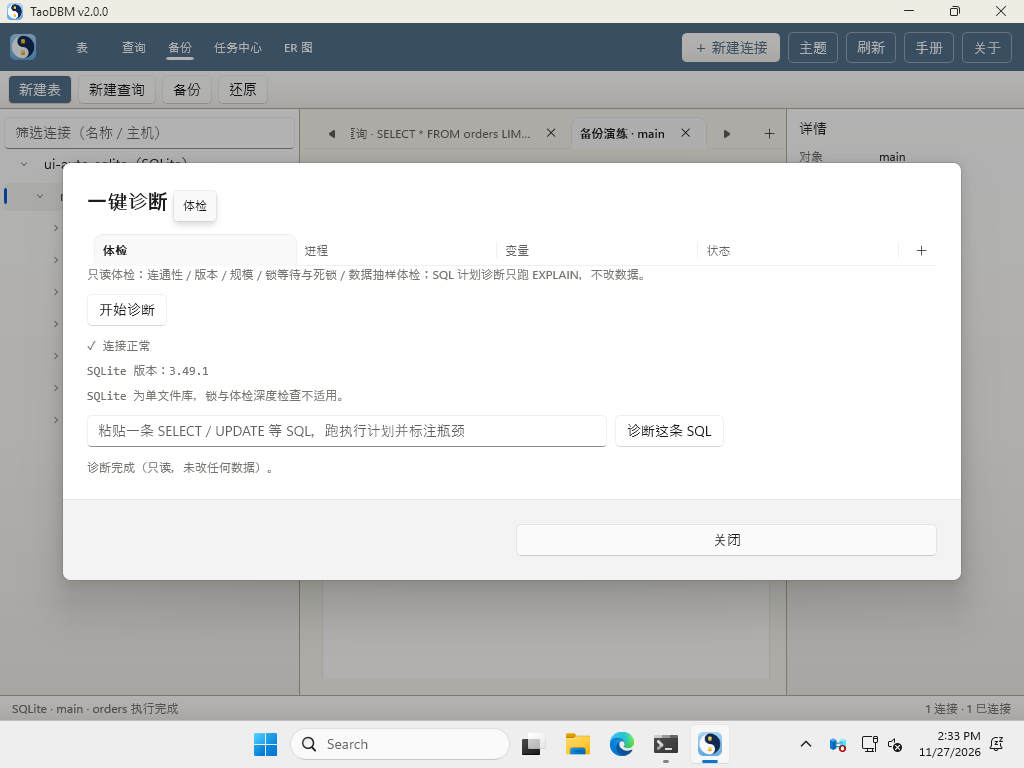 TaoDBM v2.0.0
表 查询 备份 任务中心 ER 图 + 新建连接 主题 刷新 手册 关于
新建表 新建查询 备份 还原
筛选连接（名称 / 主机）
询 · SELECT * FROM orders LIM... 备份演练 · main
详情
对象 main
ui-auto-sqlite（SQLite）
一键诊断 体检
体检 进程 变量 状态
只读体检：连通性 / 版本 / 规模 / 锁等待与死锁 / 数据抽样体检；SQL 计划诊断只跑 EXPLAIN，不改数据。
开始诊断
✓ 连接正常
SQLite 版本：3.49.1
SQLite 为单文件库，锁与体检深度检查不适用。
粘贴一条 SELECT / UPDATE 等 SQL，跑执行计划并标注瓶颈 诊断这条 SQL
诊断完成（只读，未改任何数据）。
关闭
SQLite · main · orders 执行完成 1 连接 · 1 已连接
Search
2:33 PM
11/27/2026